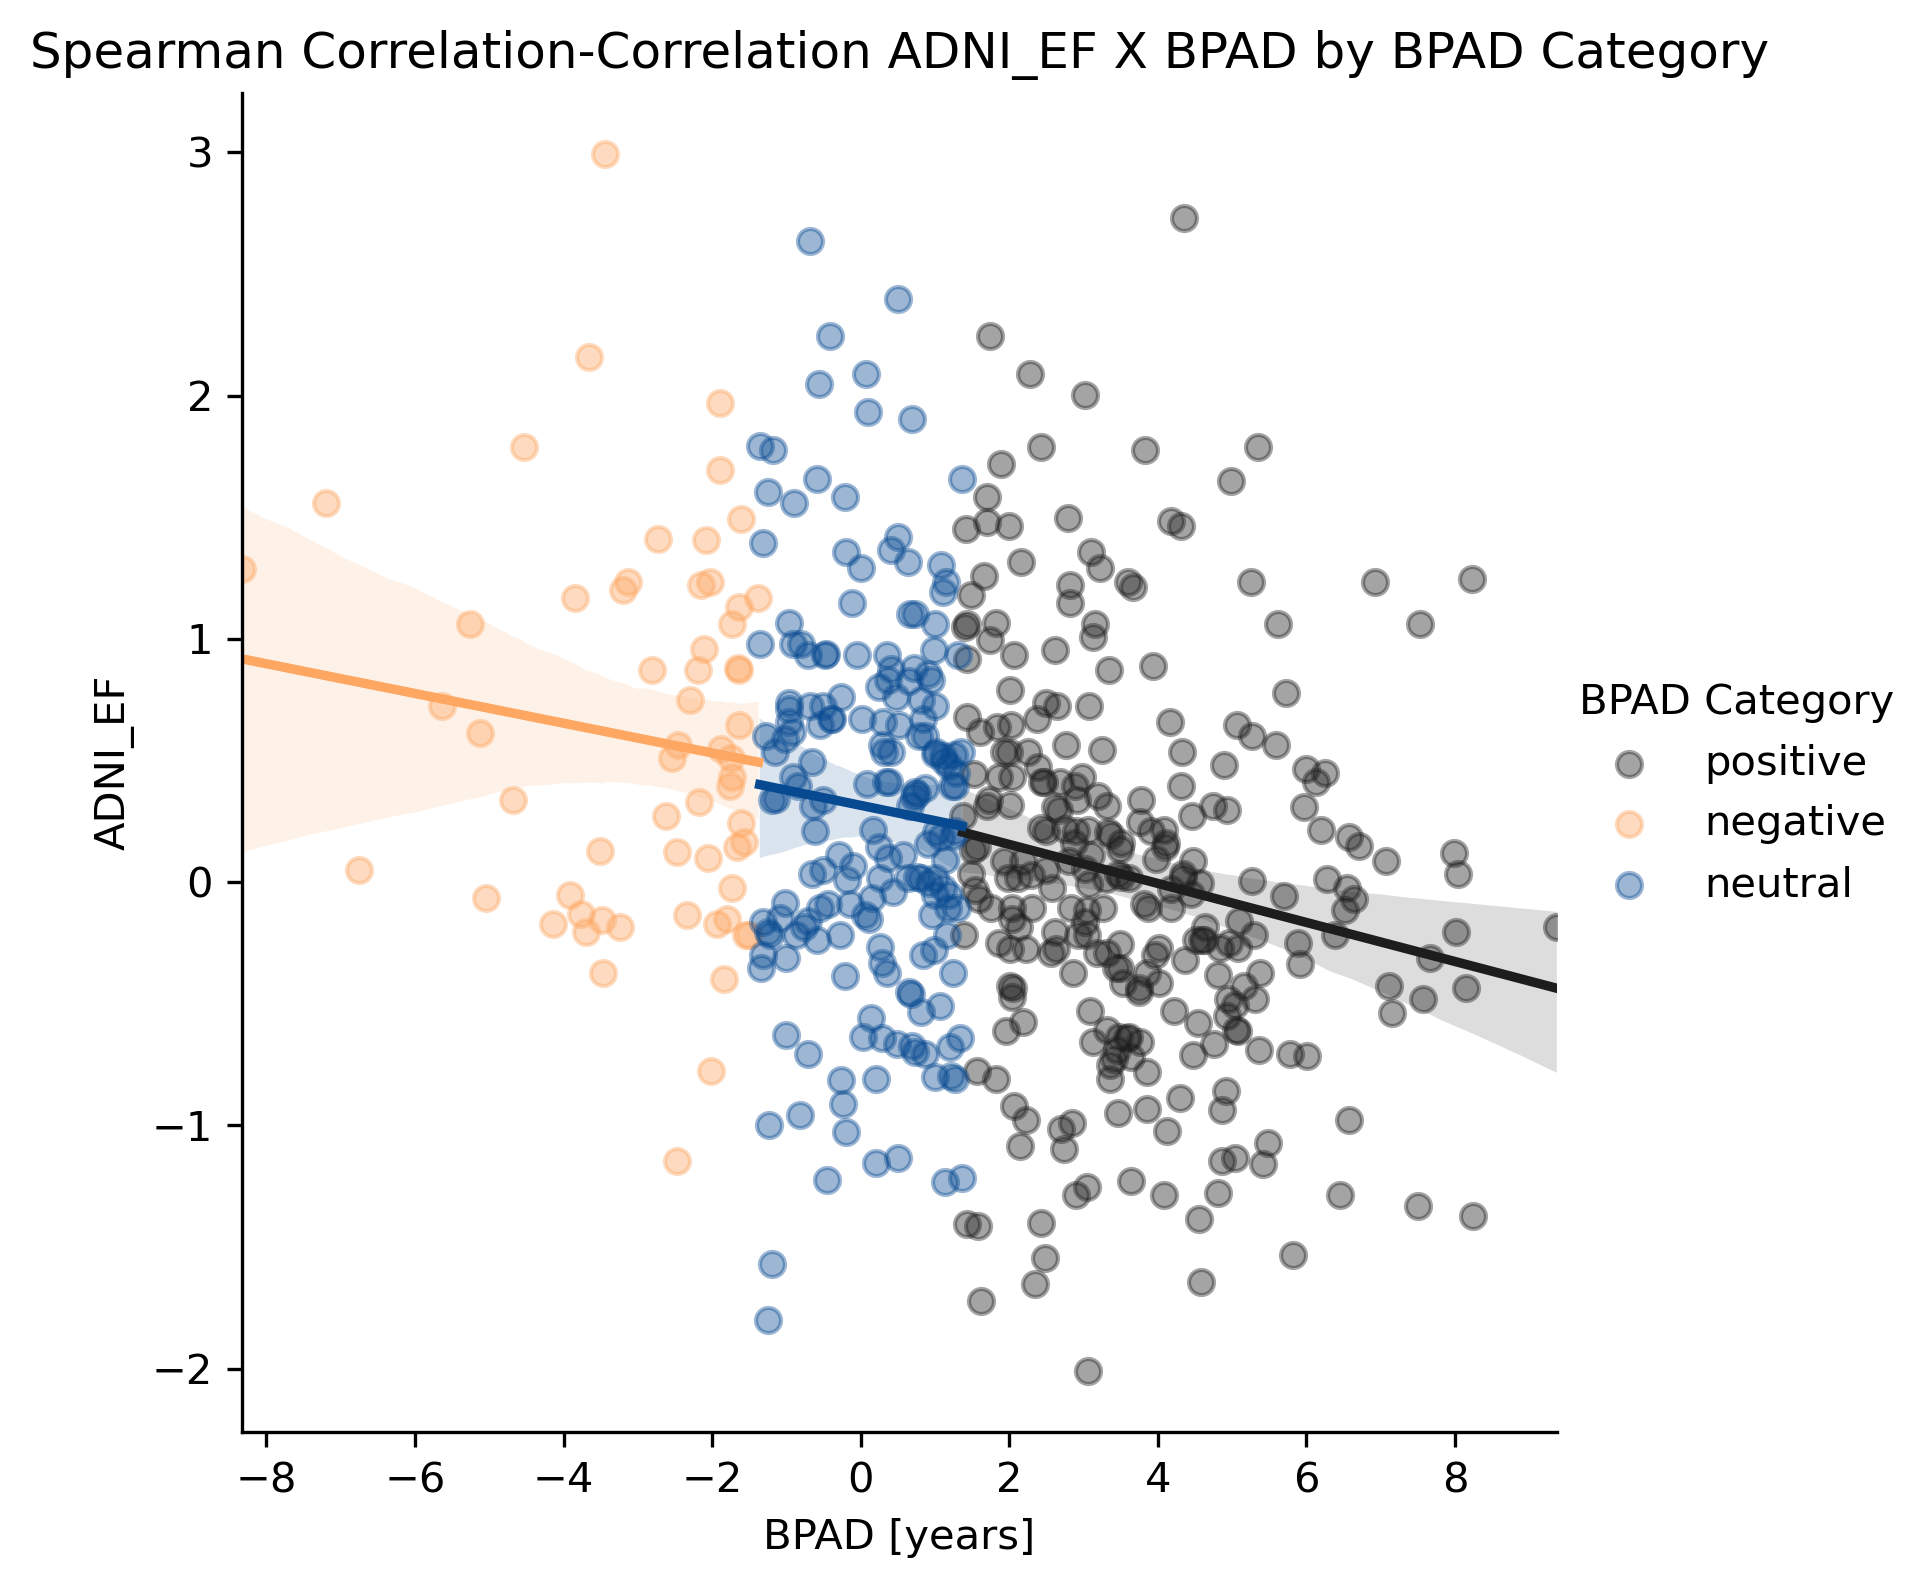 Spearman Correlation-Correlation ADNI_EF X BPAD by BPAD Category
3
2
1
0
−1
−2
ADNI_EF
−8 −6 −4 −2 0 2 4 6 8
BPAD [years]
BPAD Category
positive
negative
neutral